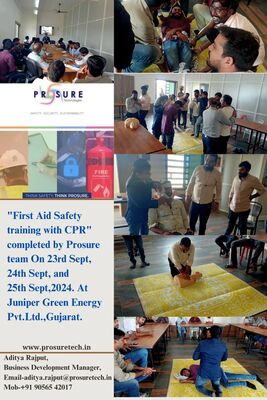 PROSURE
Technologies
SAFETY. SECURITY. SUSTAINABILITY
FIRE
THINK SAFETY. THINK PROSURE.
"First Aid Safety
training with CPR"
completed by Prosure
team On 23rd Sept,
24th Sept, and
25th Sept,2024. At
Juniper Green Energy
Pvt.Ltd.,Gujarat.
www.prosuretech.in
Aditya Rajput,
Business Development Manager,
Email-aditya.rajput@prosuretech.in
Mob-+91 90565 42017